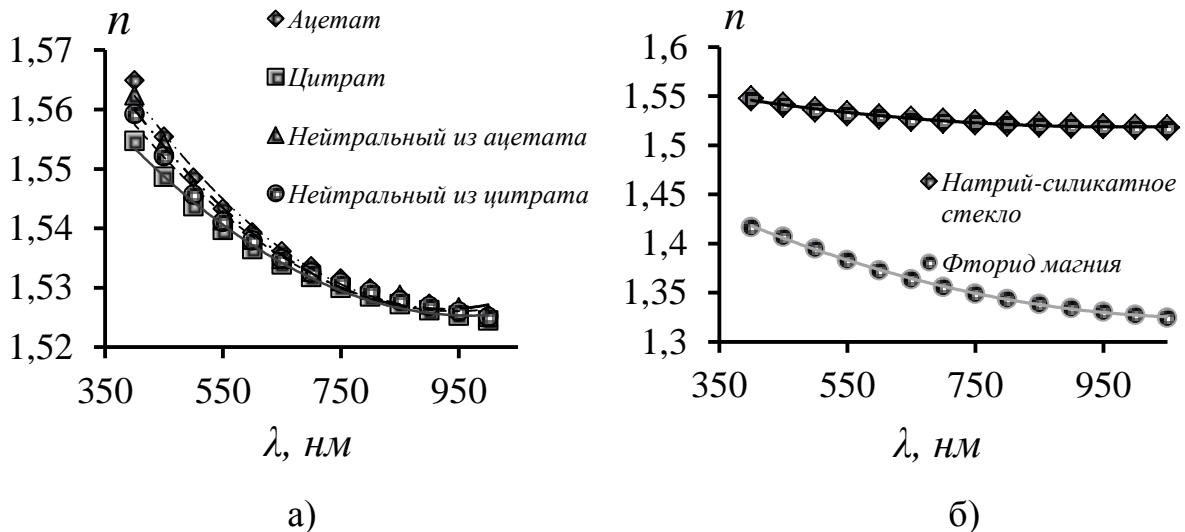 n
Ацетат
Цитрат
Нейтральный из ацетата
Нейтральный из цитрата
1,57
1,56
1,55
1,54
1,53
1,52
350 550 750 950
λ, нм
а)
n
1,6
1,55
1,5
1,45
1,4
1,35
1,3
Натрий-силикатное
стекло
Фторид магния
350 550 750 950
λ, нм
б)